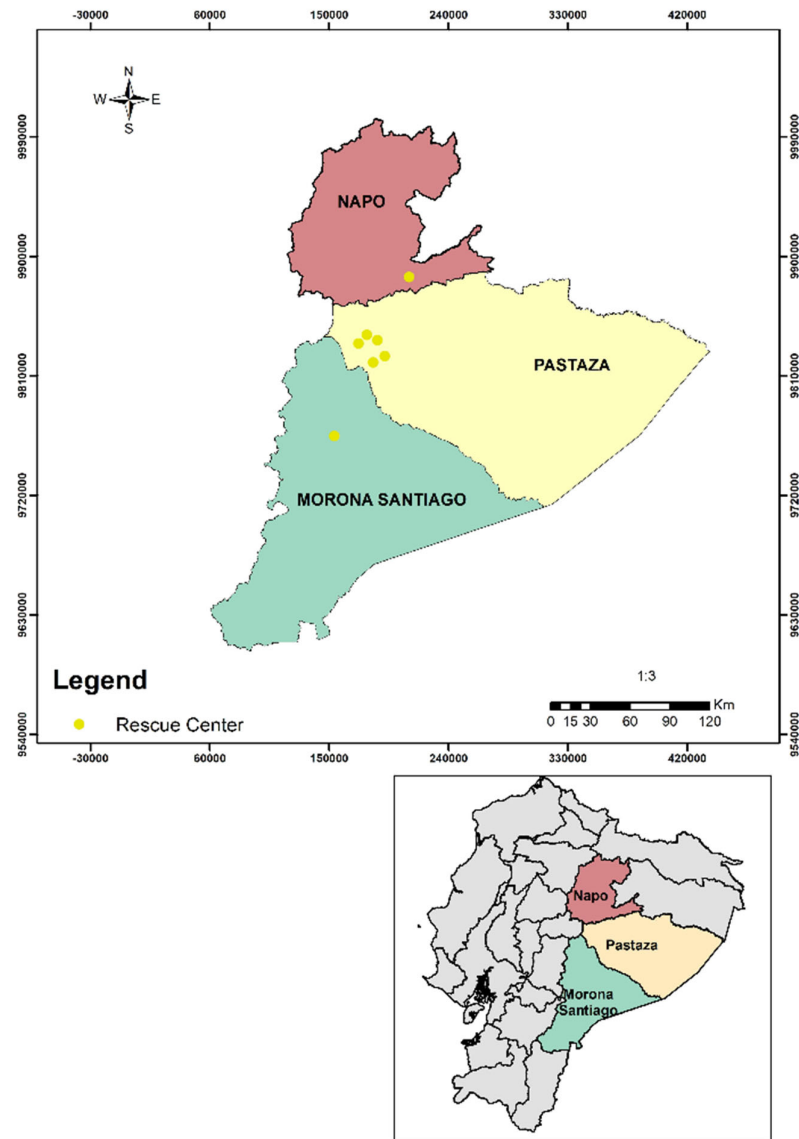 -30000 60000 150000 240000 330000 420000
N
W E
S
9990000 9990000
NAPO
9900000 9900000
PASTAZA
9810000 9810000
MORONA SANTIAGO
9720000 9720000
9630000 9630000
Legend
1:3
Rescue Center
Km
0 15 30 60 90 120
9540000 9540000
-30000 60000 150000 240000 330000 420000
Napo
Pastaza
Morona
Santiago